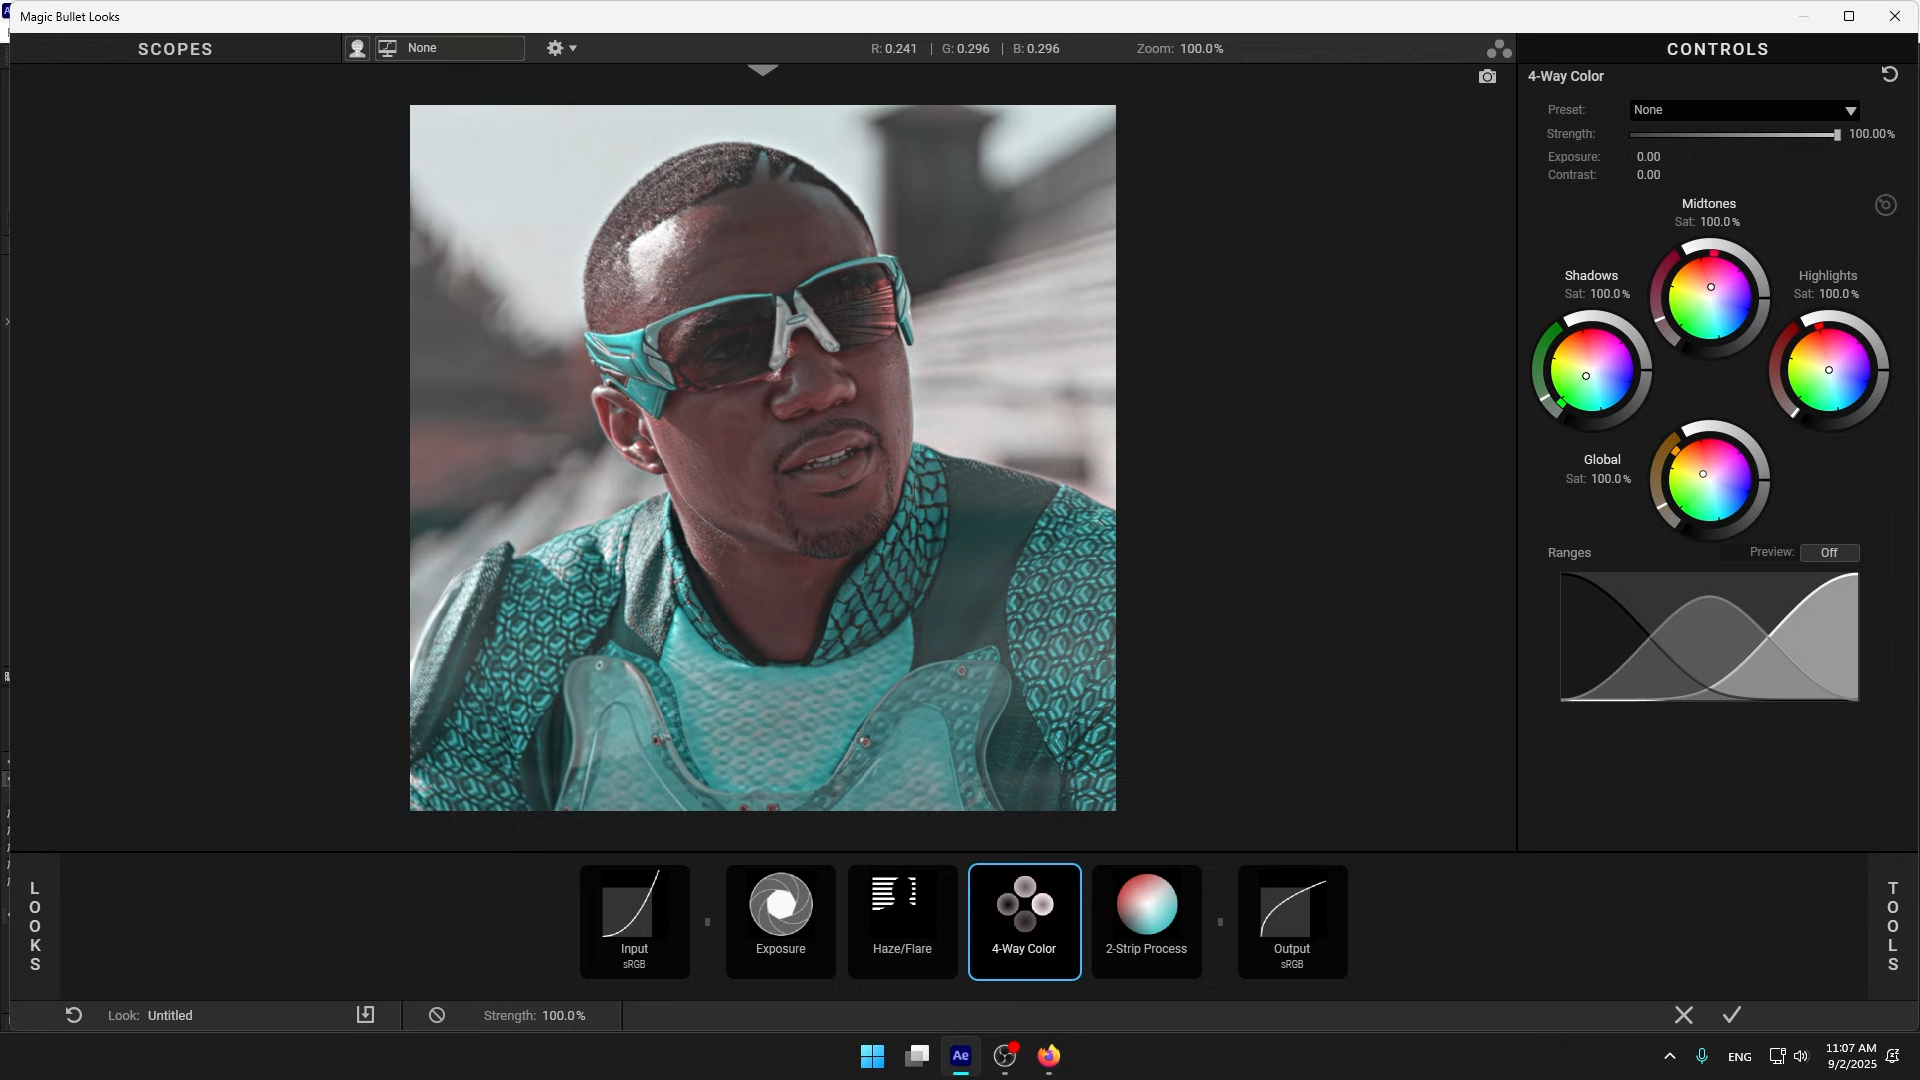 Magic Bullet Looks
SCOPES
None
R: 0.241 | G: 0.296 | B: 0.296
Zoom: 100.0%
CONTROLS
4-Way Color
Preset: None
Strength: 100.00%
Exposure: 0.00
Contrast: 0.00
Midtones
Sat: 100.0%
Shadows
Sat: 100.0%
Highlights
Sat: 100.0%
Global
Sat: 100.0%
Ranges
Preview: Off
LOOKS
Input
sRGB
Exposure
Haze/Flare
4-Way Color
2-Strip Process
Output
sRGB
TOOLS
Look: Untitled
Strength: 100.0%
Ae
ENG
11:07 AM
9/2/2025